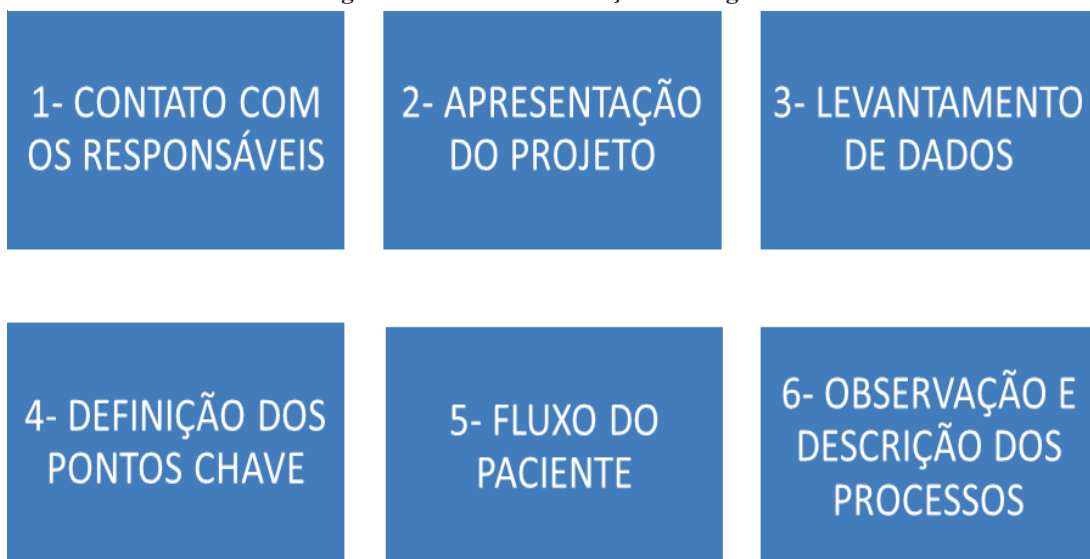 1- CONTATO COM
OS RESPONSÁVEIS
2- APRESENTAÇÃO
DO PROJETO
3- LEVANTAMENTO
DE DADOS
4- DEFINIÇÃO DOS
PONTOS CHAVE
5- FLUXO DO
PACIENTE
6- OBSERVAÇÃO E
DESCRIÇÃO DOS
PROCESSOS